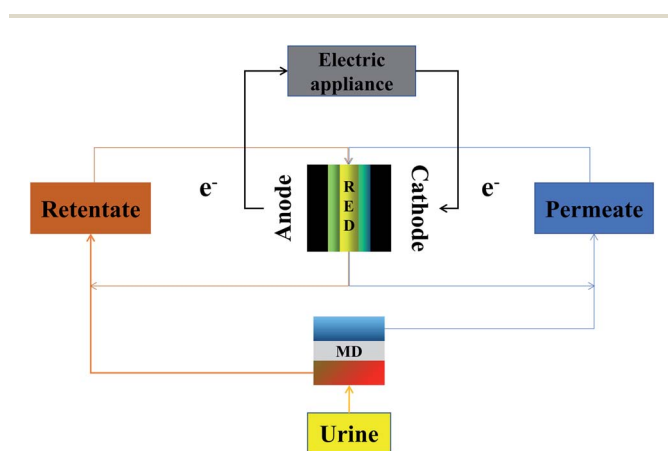 Electric
appliance
e-
Anode
R
E
D
Cathode
e-
Retentate
Permeate
MD
Urine